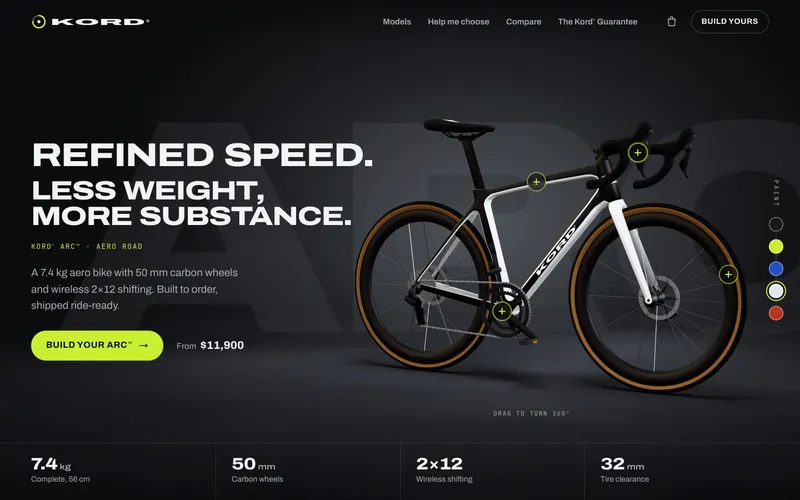 KORD®
Models
Help me choose
Compare
The Kord® Guarantee
BUILD YOURS
ARC
REFINED SPEED.
LESS WEIGHT,
MORE SUBSTANCE.
KORD® ARC™ · AERO ROAD
A 7.4 kg aero bike with 50 mm carbon wheels
and wireless 2×12 shifting. Built to order,
shipped ride-ready.
BUILD YOUR ARC™ →
From $11,900
KORD
PAINT
DRAG TO TURN 360°
7.4 kg
Complete, 56 cm
50 mm
Carbon wheels
2×12
Wireless shifting
32 mm
Tire clearance